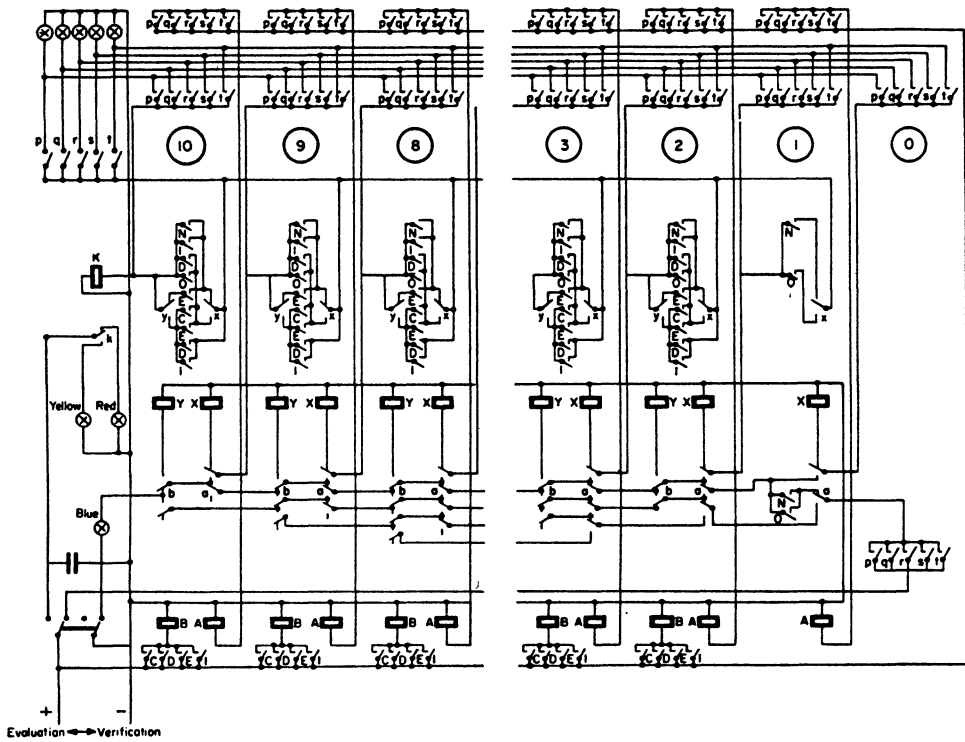 p q r s t p q r s t p q r s t p q r s t p q r s t p q r s t
p q r s t p q r s t p q r s t p q r s t p q r s t p q r s t p q r s t
p q r s t 10 9 8 3 2 1 0
N N N N N N
I I I I I
D D D D D
K O O O O O O
E E E E E
y C x y C x y C x y C x y C x x
E E E E E
D D D D D
I I I I I
k
Y X Y X Y X Y X Y X X
Yellow Red
b a b a b a b a b a a
N
O
Blue
p q r s t
B A B A B A B A B A A
C D E I C D E I C D E I C D E I C D E I
+ −
Evaluation ↔ Verification